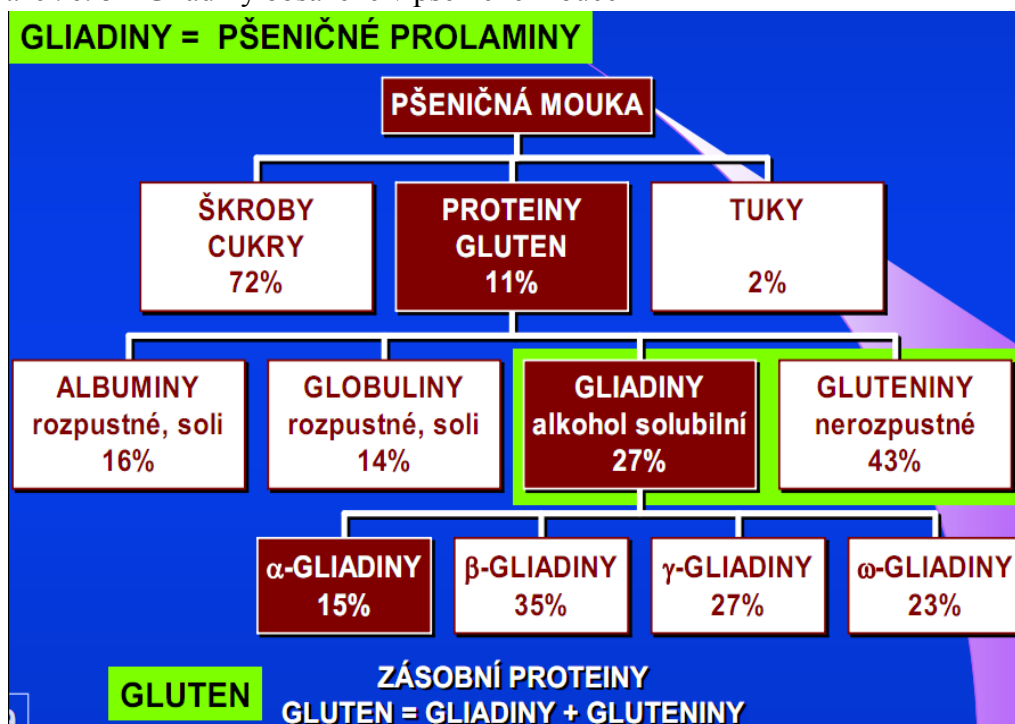 GLIADINY = PŠENIČNÉ PROLAMINY
PŠENIČNÁ MOUKA
ŠKROBY
CUKRY
72%
PROTEINY
GLUTEN
11%
TUKY
2%
ALBUMINY
rozpustné, soli
16%
GLOBULINY
rozpustné, soli
14%
GLIADINY
alkohol solubilní
27%
GLUTENINY
nerozpustné
43%
α-GLIADINY
15%
β-GLIADINY
35%
γ-GLIADINY
27%
ω-GLIADINY
23%
GLUTEN
ZÁSOBNÍ PROTEINY
GLUTEN = GLIADINY + GLUTENINY